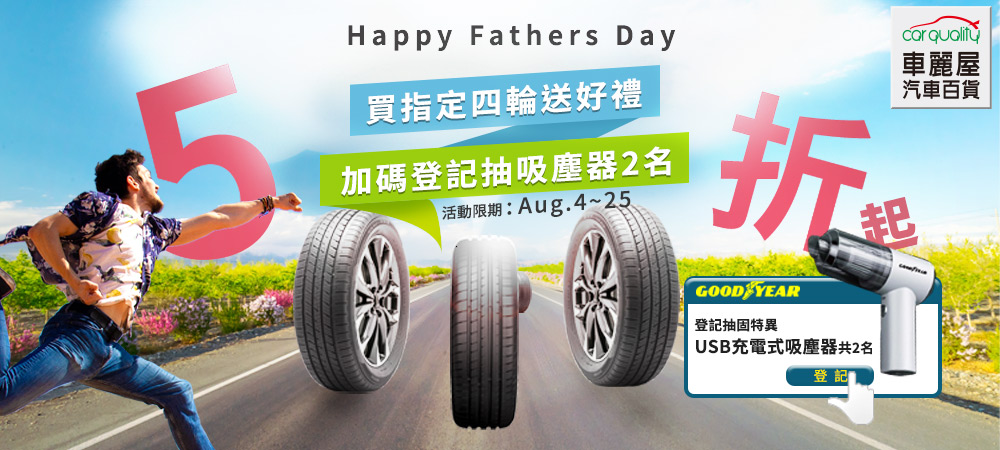 Happy Fathers Day
car quality
車麗屋
汽車百貨
5折起
買指定四輪送好禮
加碼登記抽吸塵器2名
活動限期：Aug.4~25
GOODYEAR
GOODYEAR
登記抽固特異
USB充電式吸塵器共2名
登記